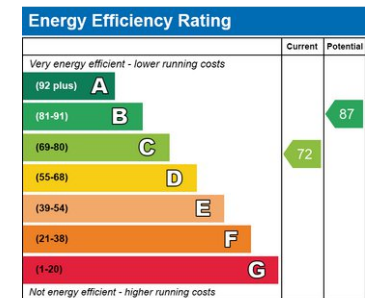 Energy Efficiency Rating
Current Potential
Very energy efficient - lower running costs
(92 plus) A
(81-91) B 87
(69-80) C 72
(55-68) D
(39-54) E
(21-38) F
(1-20) G
Not energy efficient - higher running costs